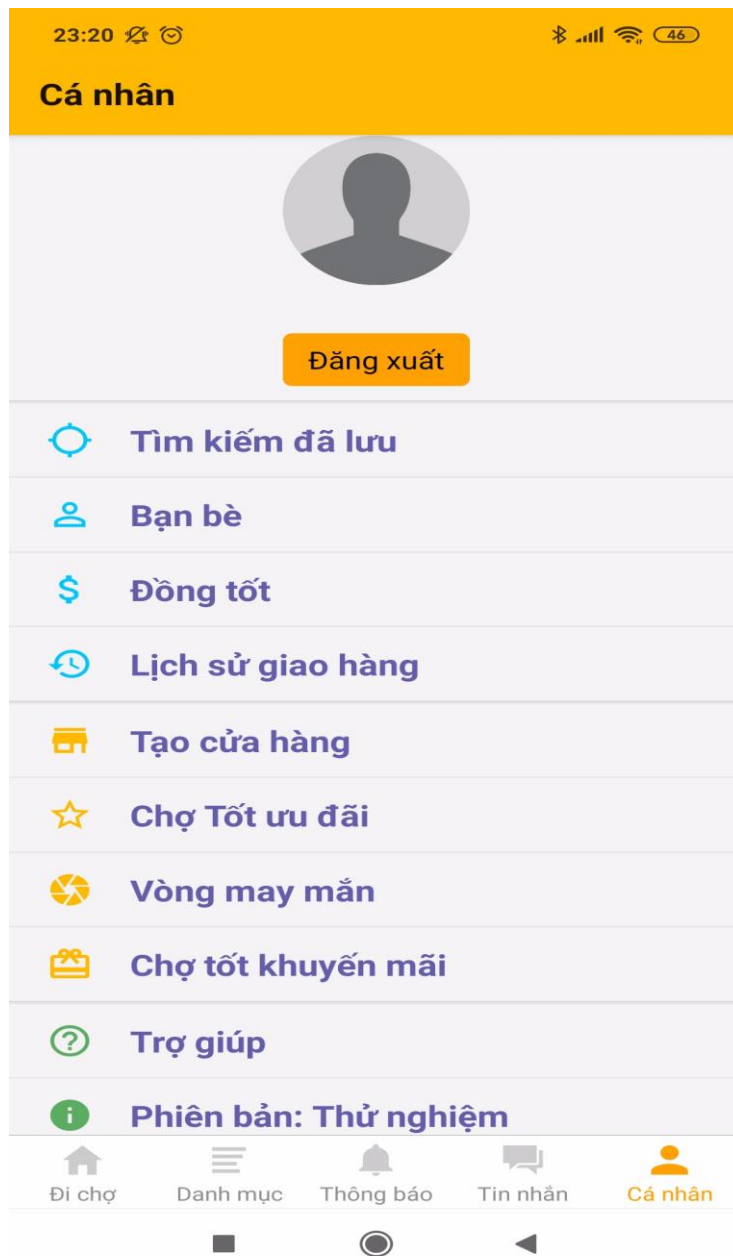 23:20 46
Cá nhân
Đăng xuất
Tìm kiếm đã lưu
Bạn bè
Đồng tốt
Lịch sử giao hàng
Tạo cửa hàng
Chợ Tốt ưu đãi
Vòng may mắn
Chợ tốt khuyến mãi
Trợ giúp
Phiên bản: Thử nghiệm
Đi chợ Danh mục Thông báo Tin nhắn Cá nhân